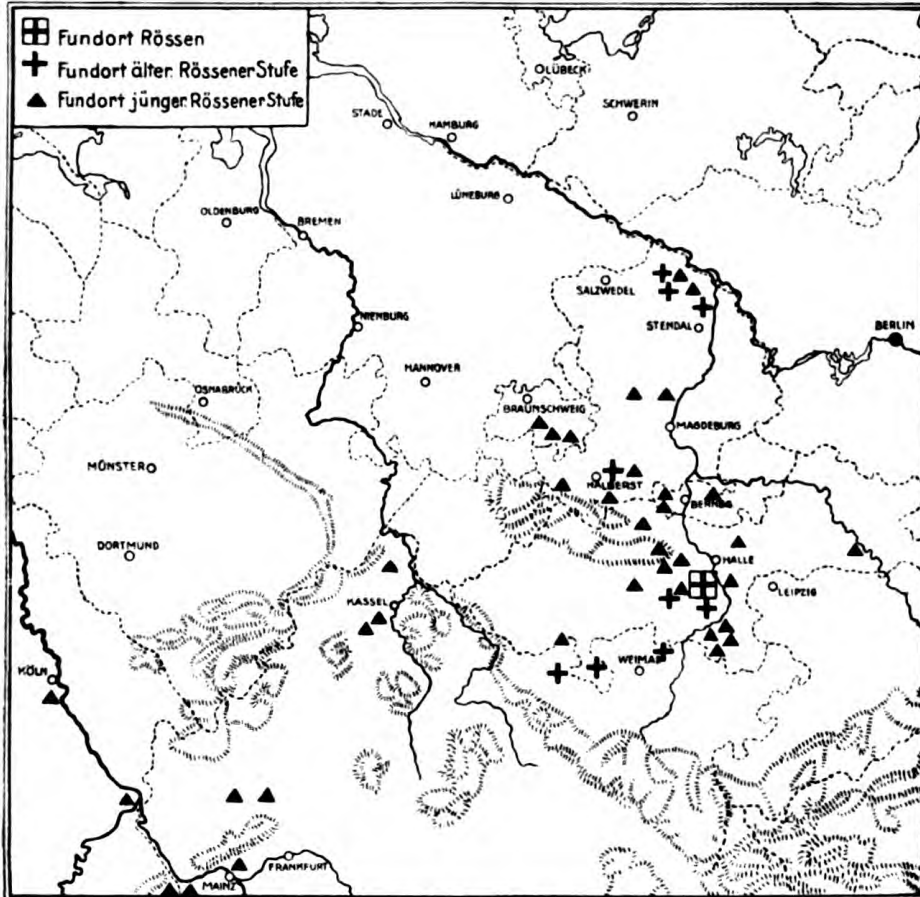 Fundort Rössen
Fundort älter. Rössener Stufe
Fundort jünger. Rössener Stufe
LÜBECK
SCHWERIN
STADE
HAMBURG
LÜNEBURG
OLDENBURG
BREMEN
SALZWEDEL
NIENBURG
STENDAL
BERLIN
HANNOVER
OSNABRÜCK
BRAUNSCHWEIG
MAGDEBURG
MÜNSTER
HALBERST
BERNBG
DORTMUND
HALLE
LEIPZIG
KASSEL
WEIMAR
KÖLN
FRANKFURT
MAINZ